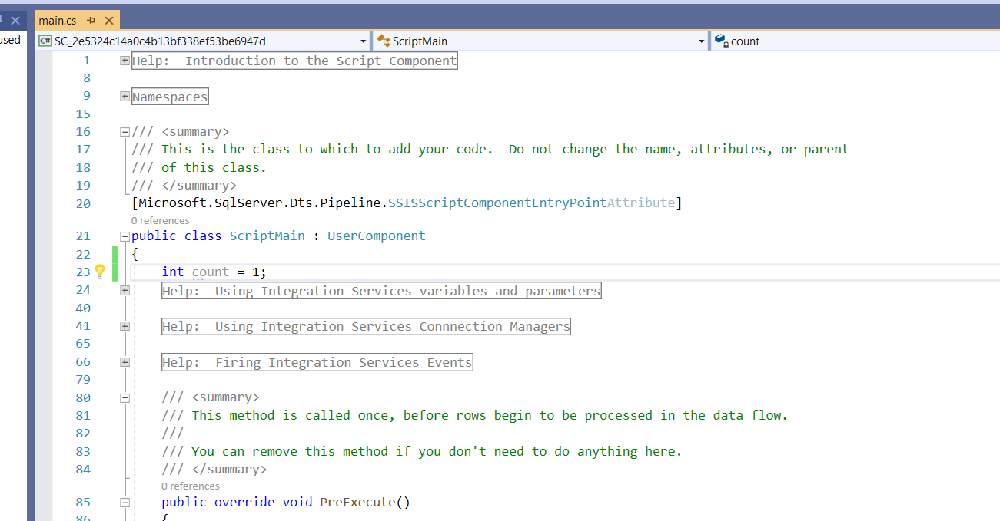 main.cs
used
C# SC_2e5324c14a0c4b13bf338ef53be6947d ScriptMain count
1 Help:  Introduction to the Script Component
8
9 Namespaces
15
16 /// <summary>
17 /// This is the class to which to add your code.  Do not change the name, attributes, or parent
18 /// of this class.
19 /// </summary>
20 [Microsoft.SqlServer.Dts.Pipeline.SSISScriptComponentEntryPointAttribute]
0 references
21 public class ScriptMain : UserComponent
22 {
23 int count = 1;
24 Help:  Using Integration Services variables and parameters
40
41 Help:  Using Integration Services Connnection Managers
65
66 Help:  Firing Integration Services Events
79
80 /// <summary>
81 /// This method is called once, before rows begin to be processed in the data flow.
82 ///
83 /// You can remove this method if you don't need to do anything here.
84 /// </summary>
0 references
85 public override void PreExecute()
86 {